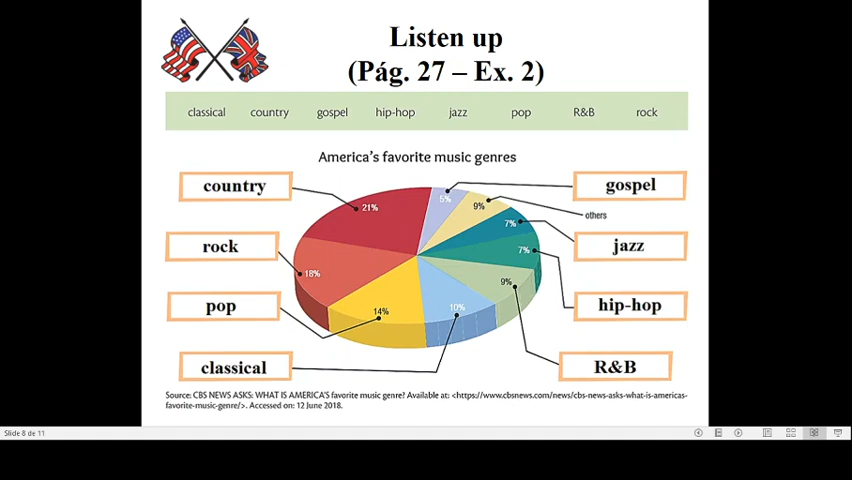 Listen up
(Pág. 27 – Ex. 2)
classical country gospel hip-hop jazz pop R&B rock
America's favorite music genres
country
21%
5%
gospel
9%
others
rock
18%
7%
jazz
7%
hip-hop
pop
14%
10%
9%
classical
R&B
Source: CBS NEWS ASKS: WHAT IS AMERICA'S favorite music genre? Available at: <https://www.cbsnews.com/news/cbs-news-asks-what-is-americas-
favorite-music-genre/>. Accessed on: 12 June 2018.
Slide 8 de 11